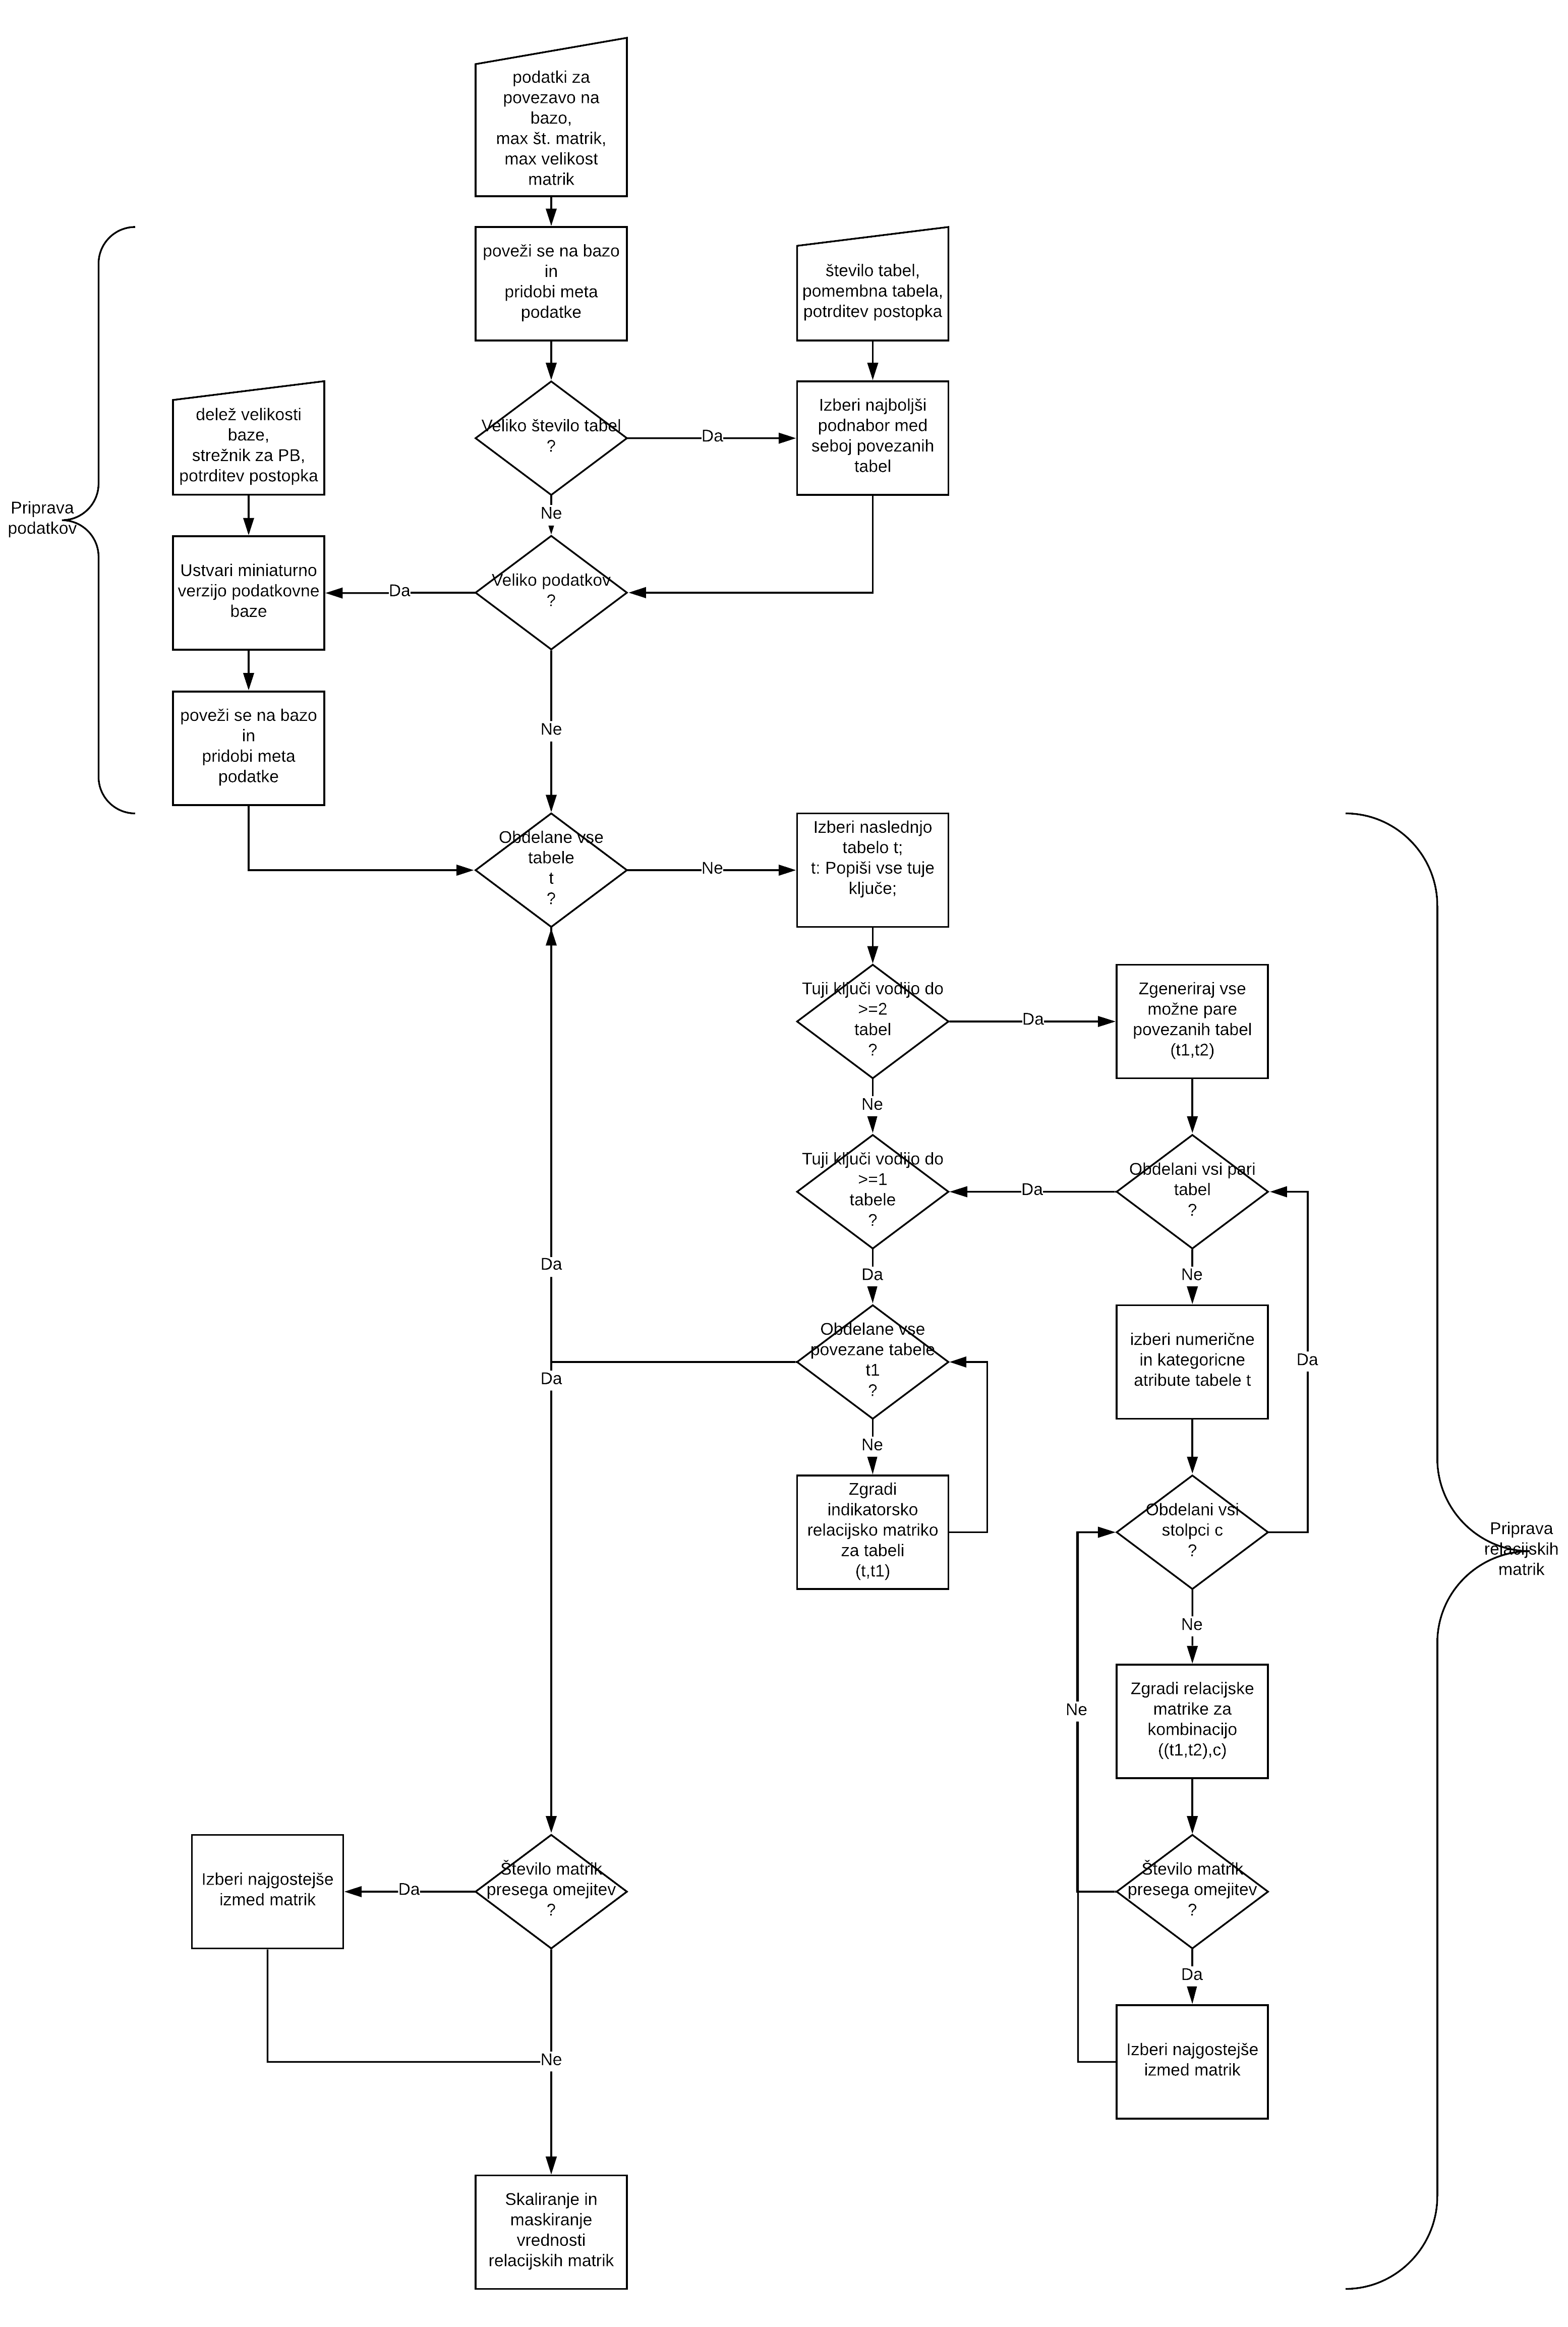 podatki za
povezavo na
bazo,
max št. matrik,
max velikost
matrik
poveži se na bazo
in
pridobi meta
podatke
število tabel,
pomembna tabela,
potrditev postopka
Veliko število tabel
?
Da
Izberi najboljši
podnabor med
seboj povezanih
tabel
delež velikosti
baze,
strežnik za PB,
potrditev postopka
Ne
Priprava
podatkov
Ustvari miniaturno
verzijo podatkovne
baze
Da
Veliko podatkov
?
poveži se na bazo
in
pridobi meta
podatke
Ne
Obdelane vse
tabele
t
?
Ne
Izberi naslednjo
tabelo t;
t: Popiši vse tuje
ključe;
Tuji ključi vodijo do
>=2
tabel
?
Da
Zgeneriraj vse
možne pare
povezanih tabel
(t1,t2)
Ne
Tuji ključi vodijo do
>=1
tabele
?
Da
Obdelani vsi pari
tabel
?
Da
Da
Ne
Obdelane vse
povezane tabele
t1
?
izberi numerične
in kategoricne
atribute tabele t
Da
Da
Ne
Zgradi
indikatorsko
relacijsko matriko
za tabeli
(t,t1)
Obdelani vsi
stolpci c
?
Priprava
relacijskih
matrik
Ne
Zgradi relacijske
matrike za
kombinacijo
((t1,t2),c)
Ne
Izberi najgostejše
izmed matrik
Da
Število matrik
presega omejitev
?
Število matrik
presega omejitev
?
Da
Ne
Izberi najgostejše
izmed matrik
Skaliranje in
maskiranje
vrednosti
relacijskih matrik